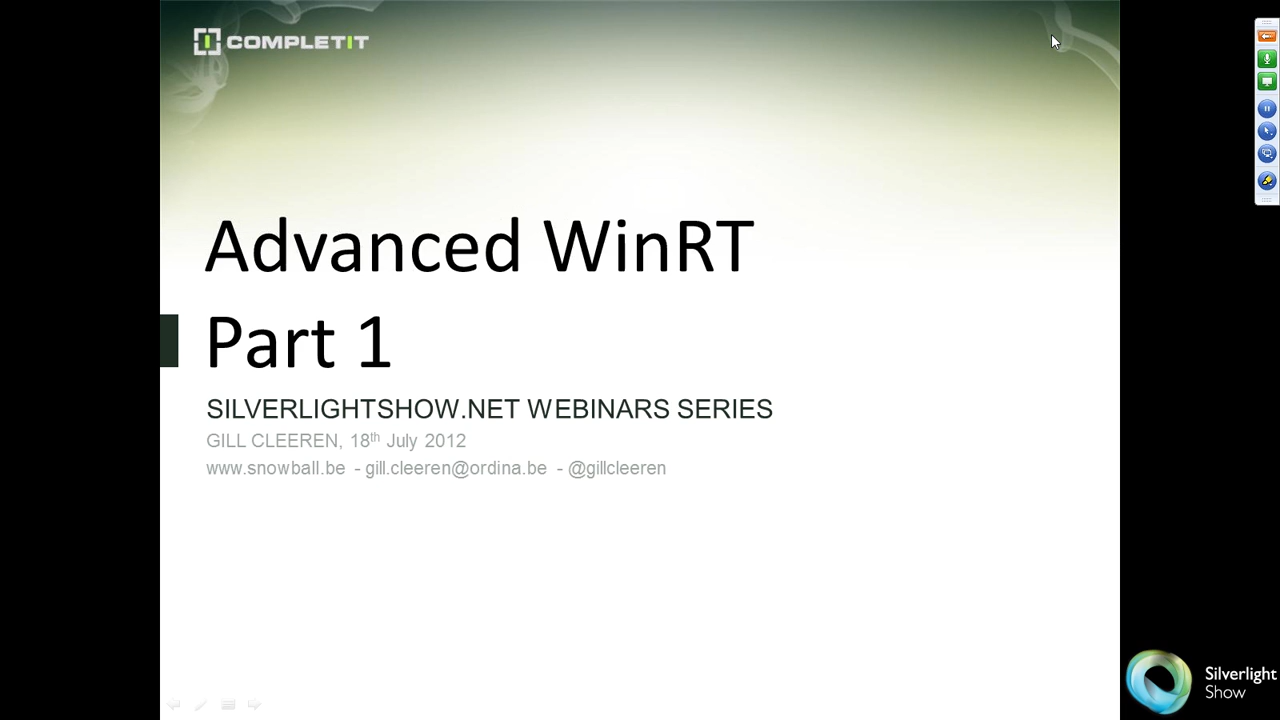 COMPLETIT
Advanced WinRT
Part 1
SILVERLIGHTSHOW.NET WEBINARS SERIES
GILL CLEEREN, 18th July 2012
www.snowball.be - gill.cleeren@ordina.be - @gillcleeren
Silverlight
Show